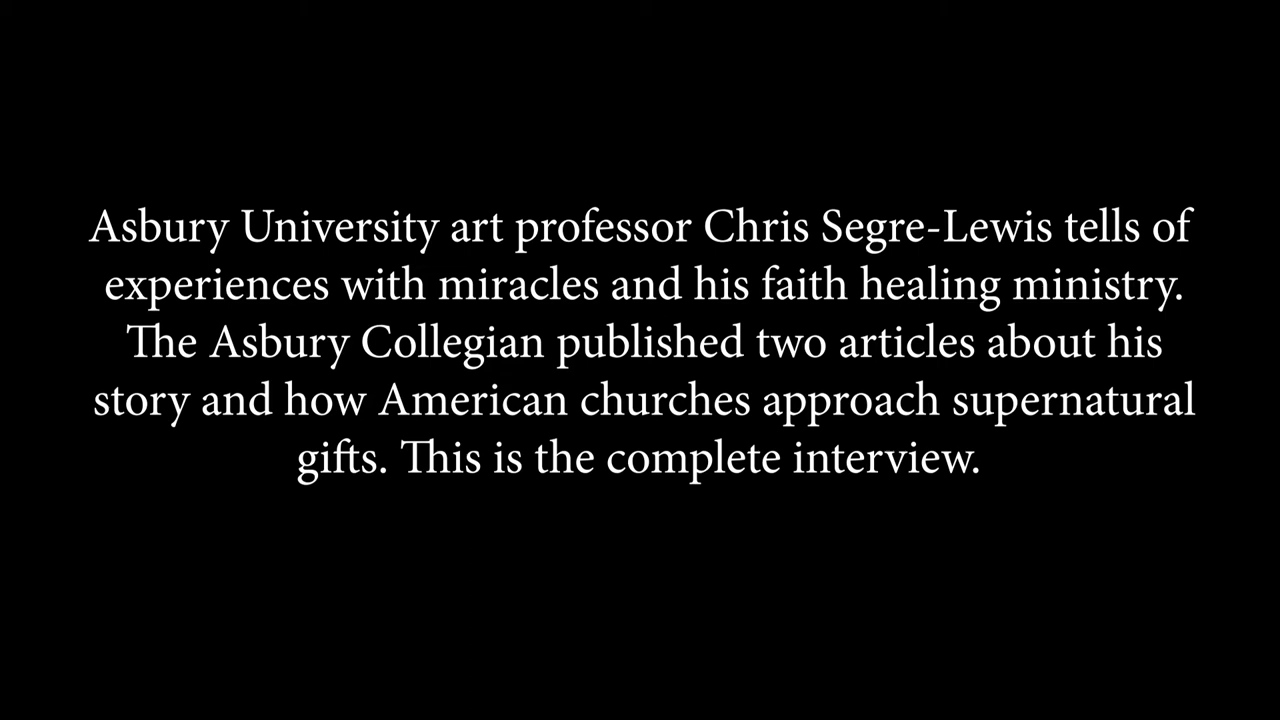 Asbury University art professor Chris Segre-Lewis tells of
experiences with miracles and his faith healing ministry.
The Asbury Collegian published two articles about his
story and how American churches approach supernatural
gifts. This is the complete interview.